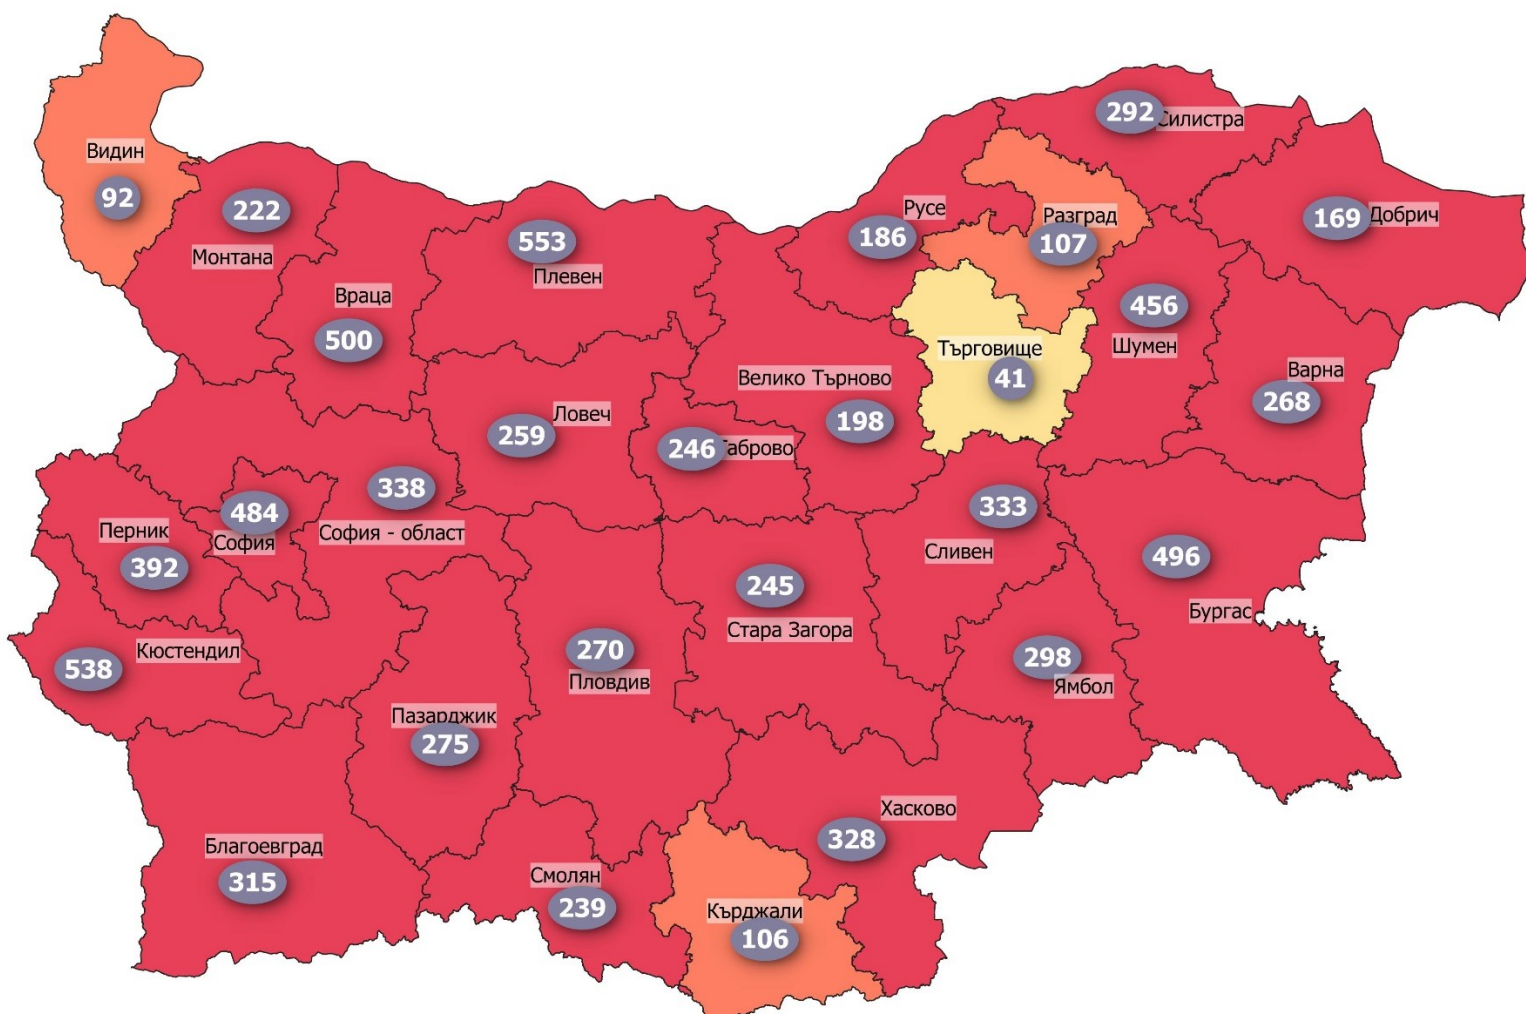 Видин
92
222
Монтана
Враца
500
553
Плевен
Русе
186
Разград
107
292
Силистра
169
Добрич
456
Шумен
Търговище
41
Варна
268
Велико Търново
198
Ловеч
259
246
Габрово
338
София - област
484
София
Перник
392
Кюстендил
538
333
Сливен
496
Бургас
245
Стара Загора
270
Пловдив
298
Ямбол
Пазарджик
275
Хасково
328
Благоевград
315
Смолян
239
Кърджали
106